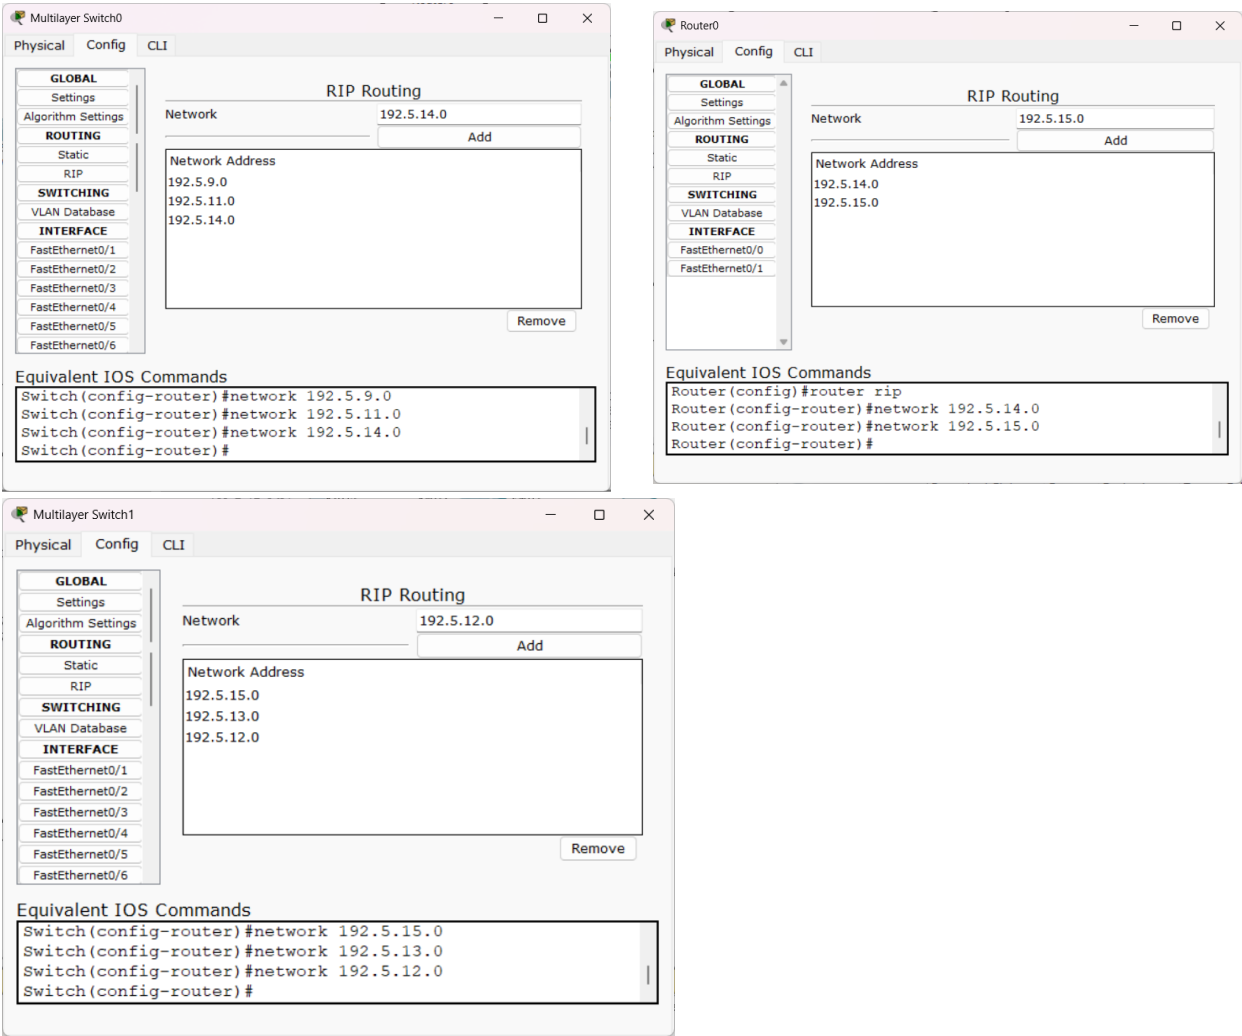 Multilayer Switch0
Physical Config CLI
GLOBAL
Settings
Algorithm Settings
ROUTING
Static
RIP
SWITCHING
VLAN Database
INTERFACE
FastEthernet0/1
FastEthernet0/2
FastEthernet0/3
FastEthernet0/4
FastEthernet0/5
FastEthernet0/6
RIP Routing
Network 192.5.14.0
Add
Network Address
192.5.9.0
192.5.11.0
192.5.14.0
Remove
Equivalent IOS Commands
Switch(config-router)#network 192.5.9.0
Switch(config-router)#network 192.5.11.0
Switch(config-router)#network 192.5.14.0
Switch(config-router)#
Router0
Physical Config CLI
GLOBAL
Settings
Algorithm Settings
ROUTING
Static
RIP
SWITCHING
VLAN Database
INTERFACE
FastEthernet0/0
FastEthernet0/1
RIP Routing
Network 192.5.15.0
Add
Network Address
192.5.14.0
192.5.15.0
Remove
Equivalent IOS Commands
Router(config)#router rip
Router(config-router)#network 192.5.14.0
Router(config-router)#network 192.5.15.0
Router(config-router)#
Multilayer Switch1
Physical Config CLI
GLOBAL
Settings
Algorithm Settings
ROUTING
Static
RIP
SWITCHING
VLAN Database
INTERFACE
FastEthernet0/1
FastEthernet0/2
FastEthernet0/3
FastEthernet0/4
FastEthernet0/5
FastEthernet0/6
RIP Routing
Network 192.5.12.0
Add
Network Address
192.5.15.0
192.5.13.0
192.5.12.0
Remove
Equivalent IOS Commands
Switch(config-router)#network 192.5.15.0
Switch(config-router)#network 192.5.13.0
Switch(config-router)#network 192.5.12.0
Switch(config-router)#